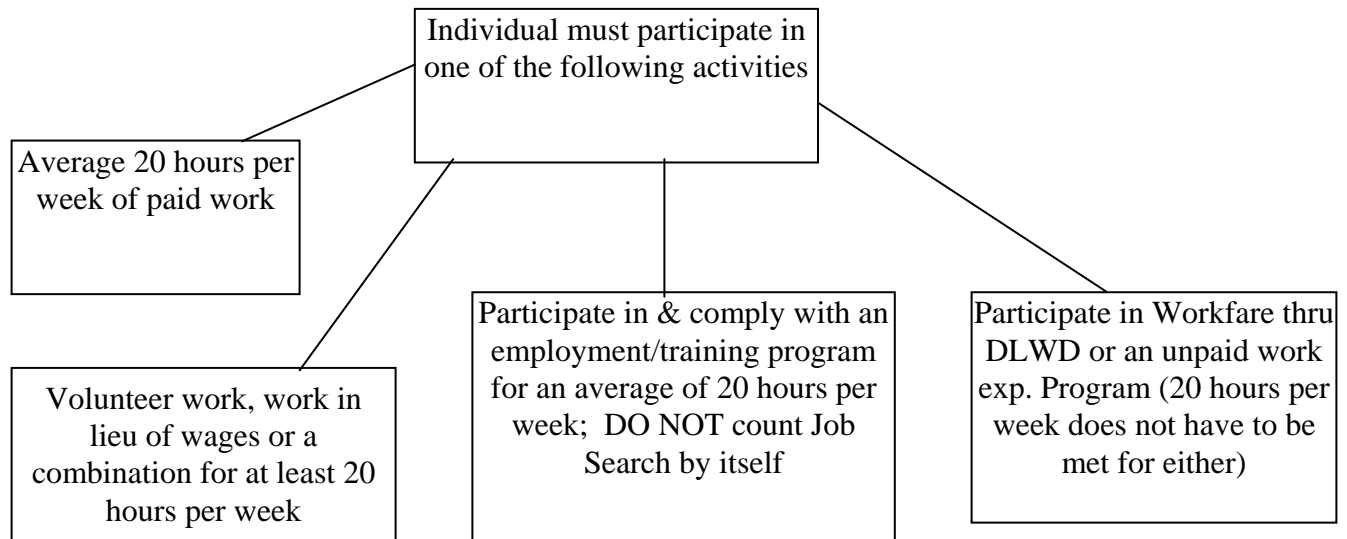 Individual must participate in
one of the following activities
Average 20 hours per
week of paid work
Volunteer work, work in
lieu of wages or a
combination for at least 20
hours per week
Participate in & comply with an
employment/training program
for an average of 20 hours per
week;  DO NOT count Job
Search by itself
Participate in Workfare thru
DLWD or an unpaid work
exp. Program (20 hours per
week does not have to be
met for either)